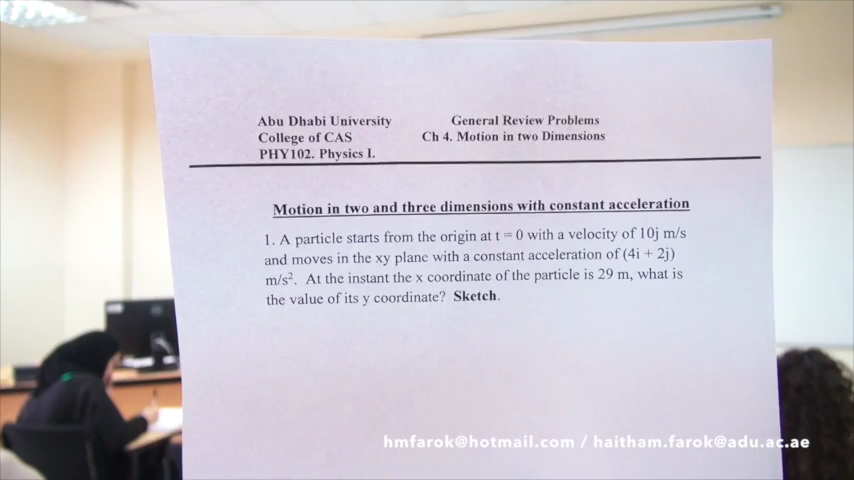 Abu Dhabi University
College of CAS
PHY102. Physics I.
General Review Problems
Ch 4. Motion in two Dimensions
Motion in two and three dimensions with constant acceleration
1. A particle starts from the origin at t = 0 with a velocity of 10j m/s
and moves in the xy plane with a constant acceleration of (4i + 2j)
m/s². At the instant the x coordinate of the particle is 29 m, what is
the value of its y coordinate? Sketch.
hmfarok@hotmail.com / haitham.farok@adu.ac.ae